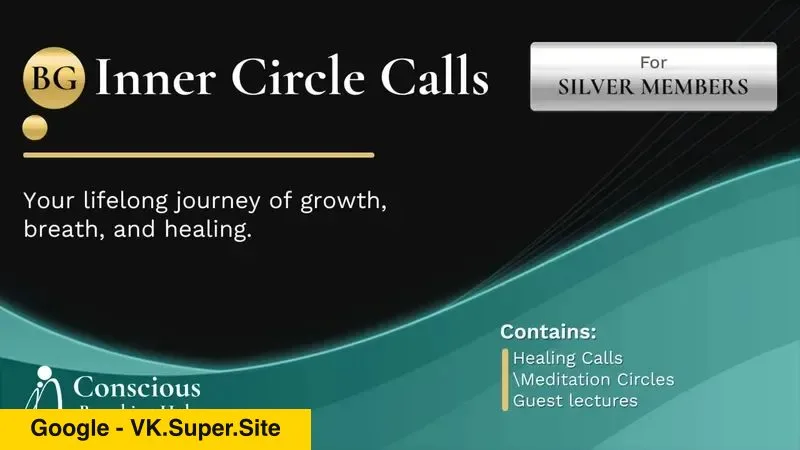 BG Inner Circle Calls
For
SILVER MEMBERS
Your lifelong journey of growth,
breath, and healing.
Contains:
Healing Calls
\Meditation Circles
Guest lectures
Conscious
Google - VK.Super.Site